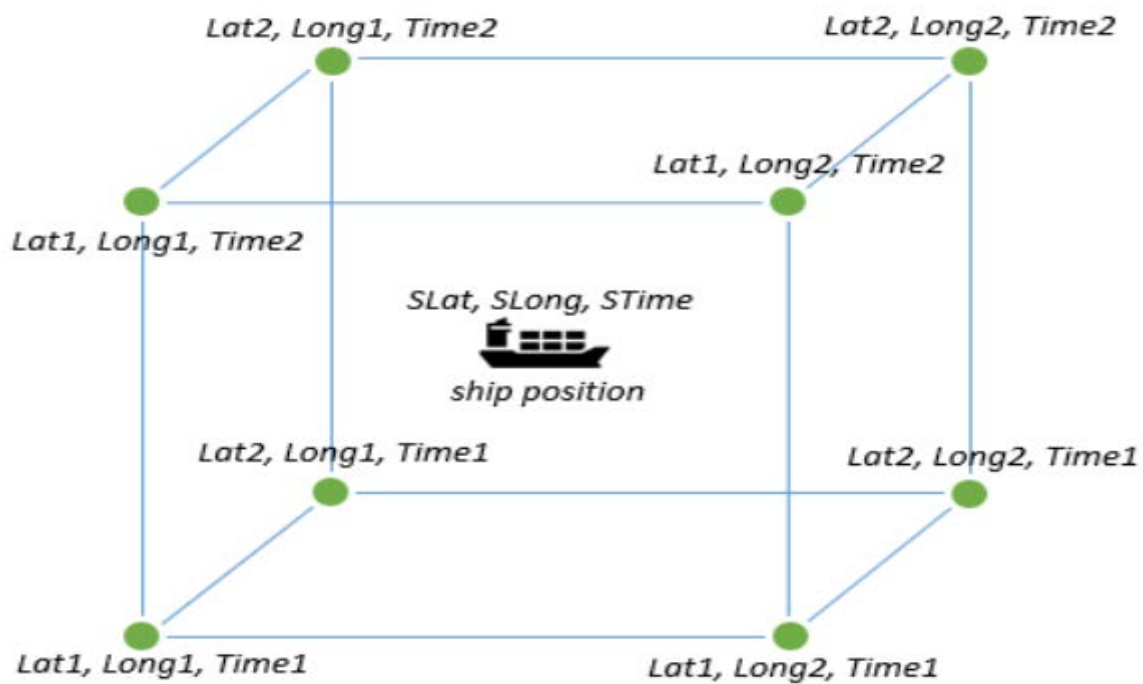 Lat2, Long1, Time2
Lat2, Long2, Time2
Lat1, Long2, Time2
Lat1, Long1, Time2
SLat, SLong, STime
ship position
Lat2, Long1, Time1
Lat2, Long2, Time1
Lat1, Long1, Time1
Lat1, Long2, Time1